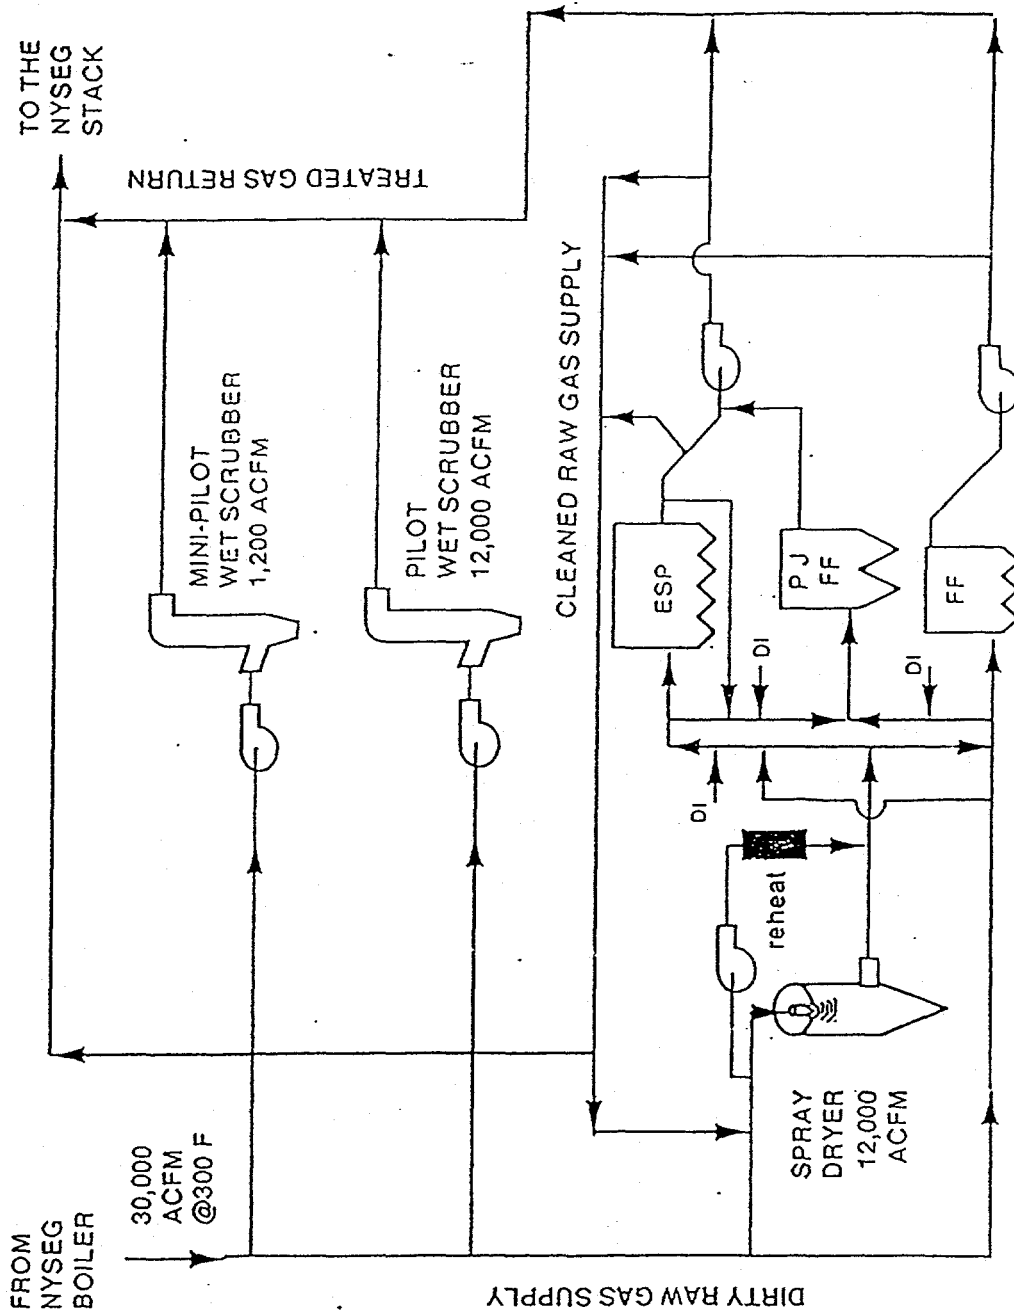 TO THE
NYSEG
STACK
TREATED GAS RETURN
MINI-PILOT
WET SCRUBBER
1,200 ACFM
PILOT
WET SCRUBBER
12,000 ACFM
CLEANED RAW GAS SUPPLY
ESP
P J
FF
FF
DI
DI
DI
reheat
SPRAY
DRYER
12,000
ACFM
FROM
NYSEG
BOILER
30,000
ACFM
@300 F
DIRTY RAW GAS SUPPLY